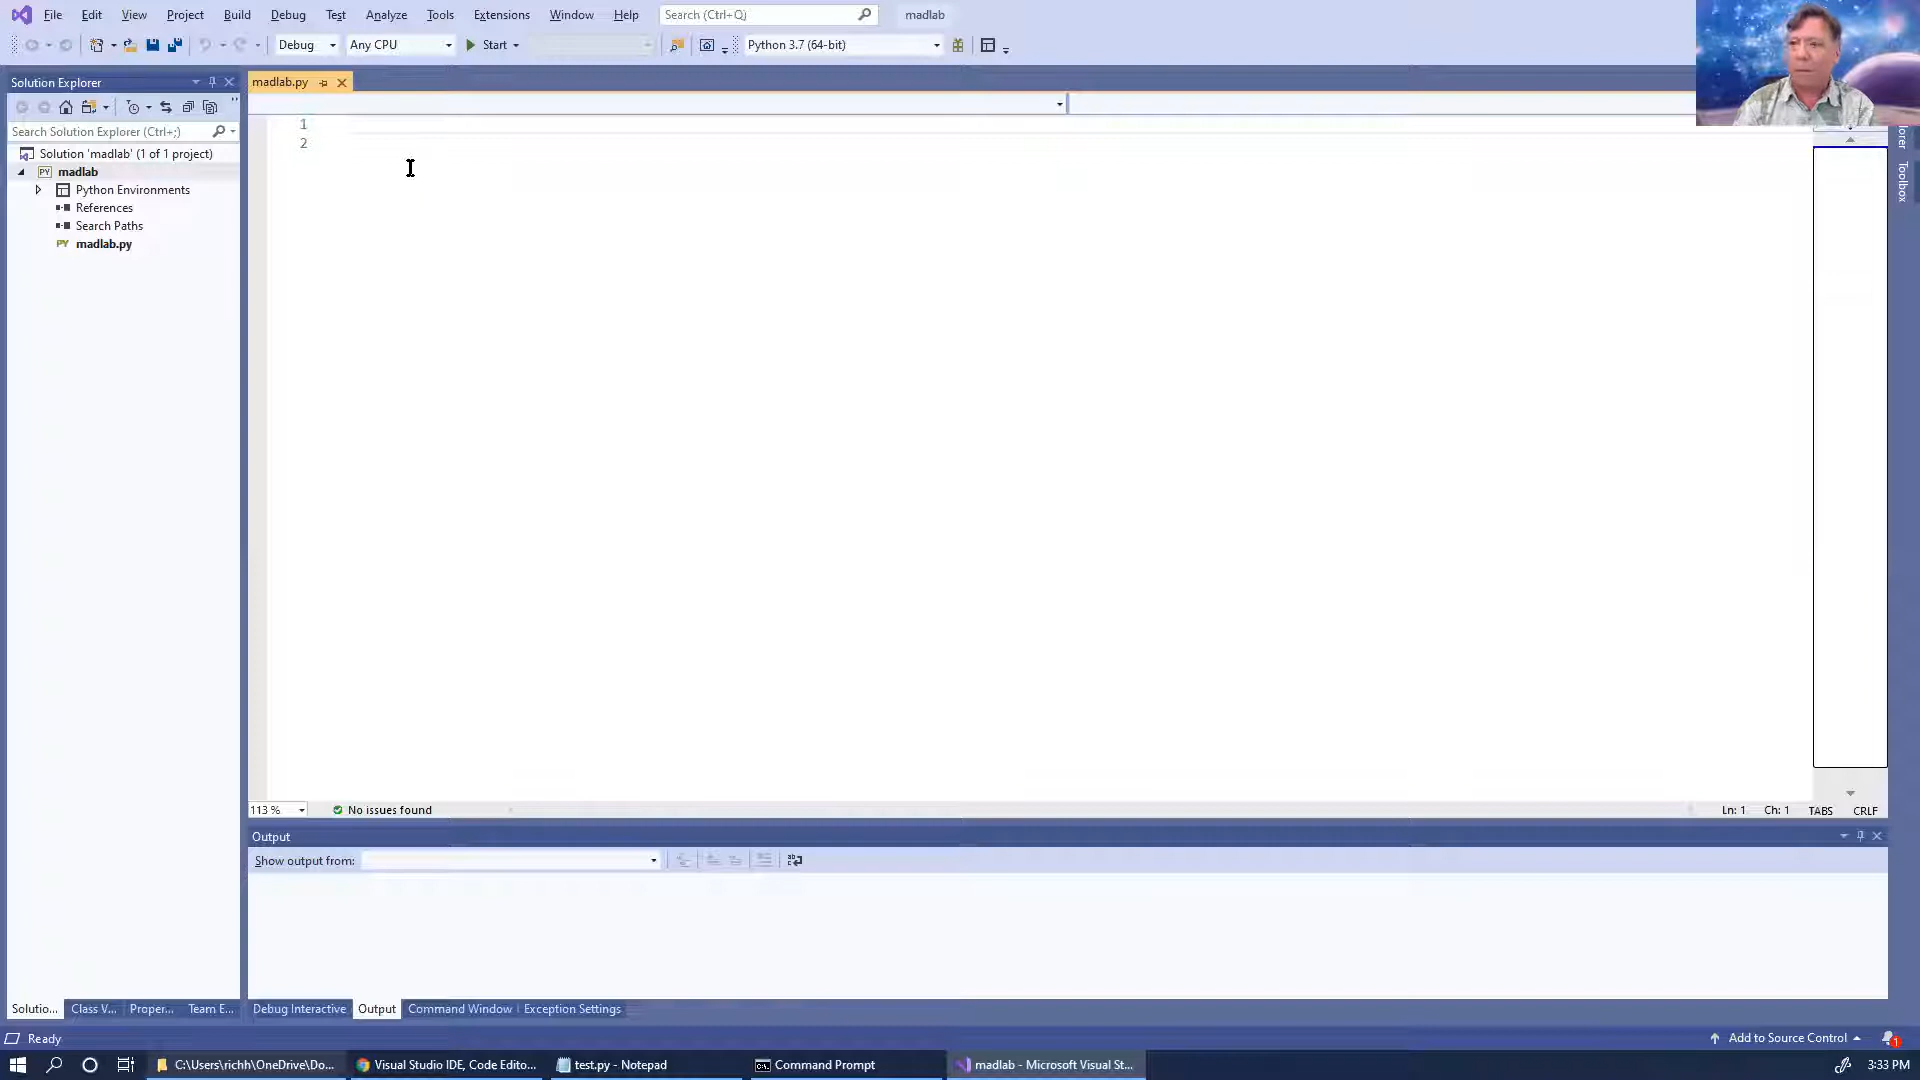 File Edit View Project Build Debug Test Analyze Tools Extensions Window Help Search (Ctrl+Q) madlab
Debug Any CPU Start Python 3.7 (64-bit)
Solution Explorer
madlab.py
Search Solution Explorer (Ctrl+;)
Solution 'madlab' (1 of 1 project)
PY madlab
Python Environments
References
Search Paths
PY madlab.py
1
2
Toolbox
113 % No issues found Ln: 1 Ch: 1 TABS CRLF
Output
Show output from:
Solutio... Class V... Proper... Team E... Debug Interactive Output Command Window Exception Settings
Ready Add to Source Control 1
C:\Users\richh\OneDrive\Do... Visual Studio IDE, Code Edito... test.py - Notepad Command Prompt madlab - Microsoft Visual St... 3:33 PM